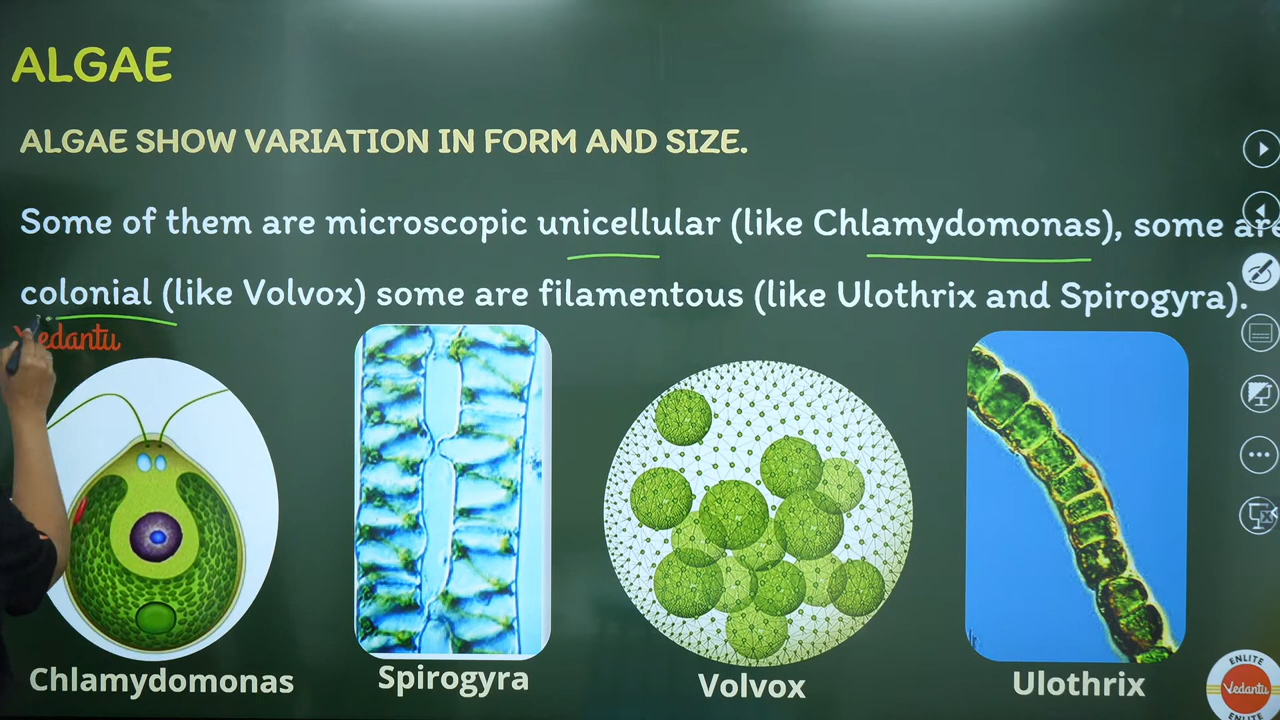 ALGAE
ALGAE SHOW VARIATION IN FORM AND SIZE.
Some of them are microscopic unicellular (like Chlamydomonas), some are
colonial (like Volvox) some are filamentous (like Ulothrix and Spirogyra).
Vedantu
Chlamydomonas
Spirogyra
Volvox
Ulothrix
ENLITE
Vedantu
ENLITE